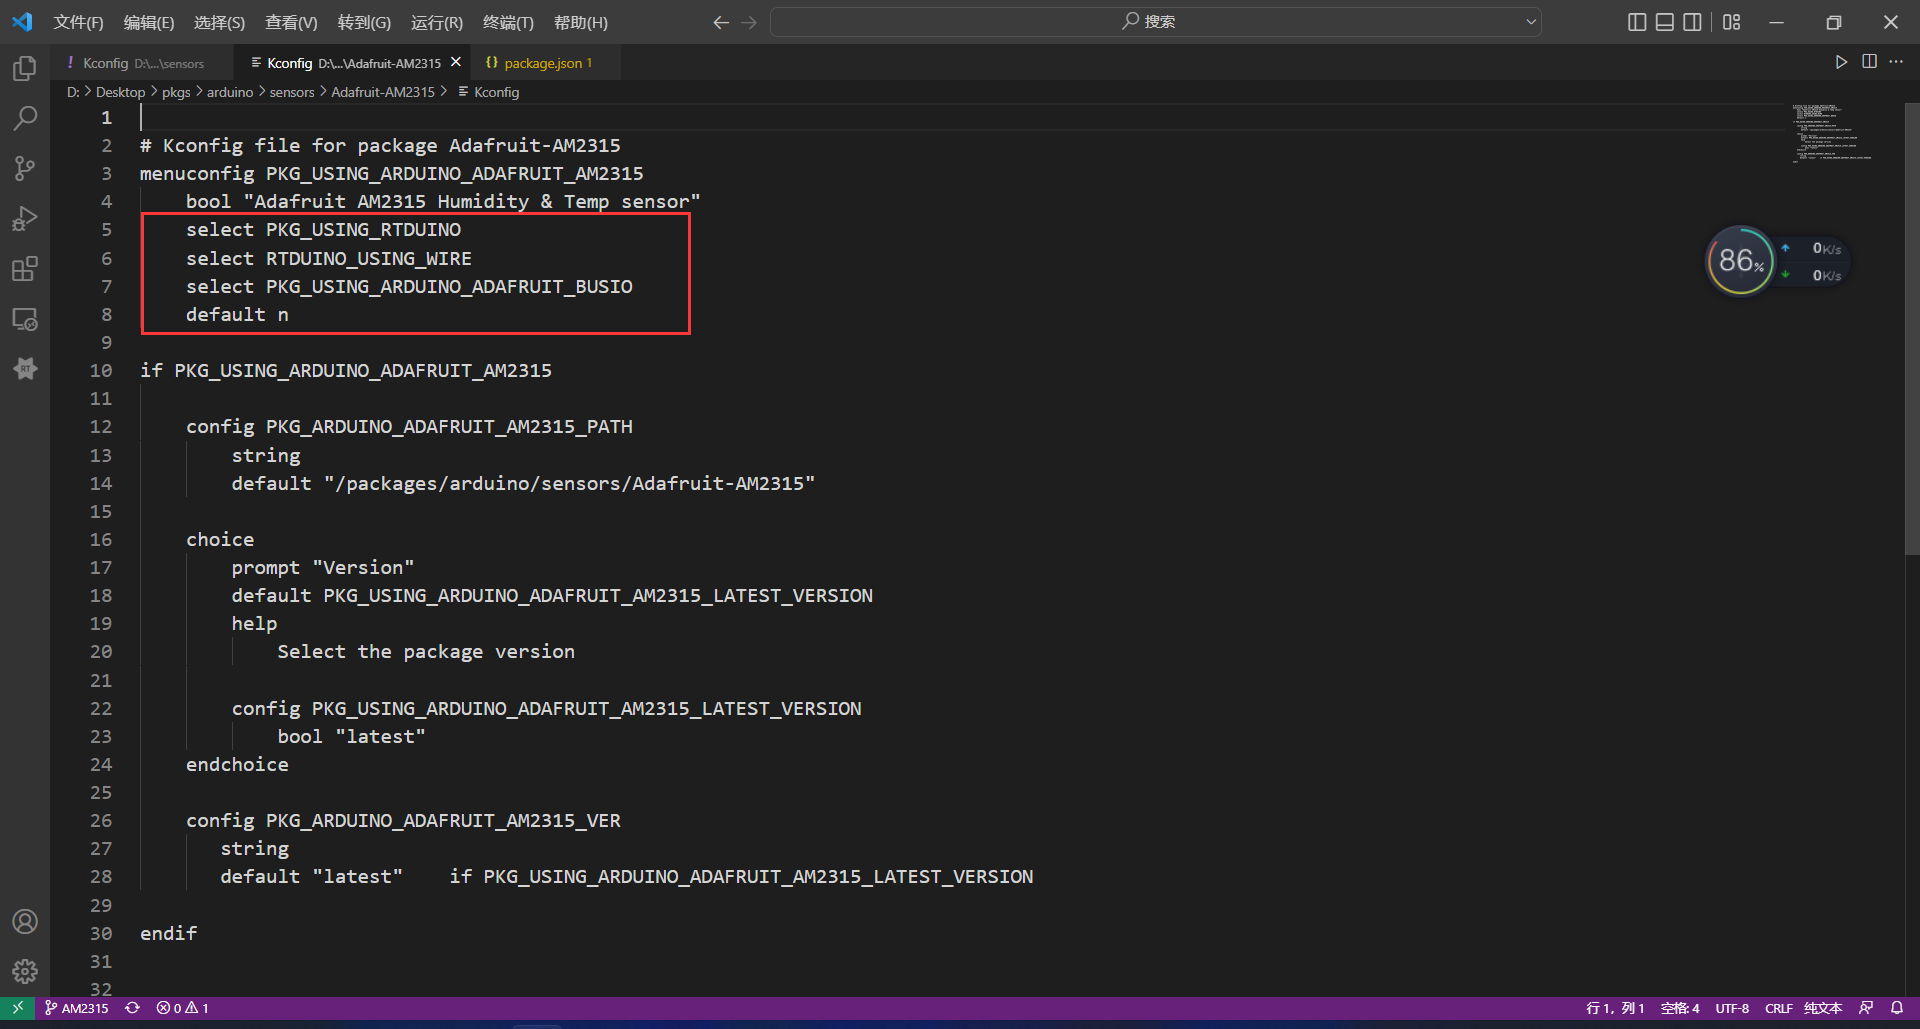 文件(F) 编辑(E) 选择(S) 查看(V) 转到(G) 运行(R) 终端(T) 帮助(H) 搜索
! Kconfig D:\...\sensors Kconfig D:\...\Adafruit-AM2315 {} package.json 1
D: > Desktop > pkgs > arduino > sensors > Adafruit-AM2315 > Kconfig
1
2 # Kconfig file for package Adafruit-AM2315
3 menuconfig PKG_USING_ARDUINO_ADAFRUIT_AM2315
4 bool "Adafruit AM2315 Humidity & Temp sensor"
5 select PKG_USING_RTDUINO
6 select RTDUINO_USING_WIRE
7 select PKG_USING_ARDUINO_ADAFRUIT_BUSIO
8 default n
9
10 if PKG_USING_ARDUINO_ADAFRUIT_AM2315
11
12 config PKG_ARDUINO_ADAFRUIT_AM2315_PATH
13 string
14 default "/packages/arduino/sensors/Adafruit-AM2315"
15
16 choice
17 prompt "Version"
18 default PKG_USING_ARDUINO_ADAFRUIT_AM2315_LATEST_VERSION
19 help
20 Select the package version
21
22 config PKG_USING_ARDUINO_ADAFRUIT_AM2315_LATEST_VERSION
23 bool "latest"
24 endchoice
25
26 config PKG_ARDUINO_ADAFRUIT_AM2315_VER
27 string
28 default "latest" if PKG_USING_ARDUINO_ADAFRUIT_AM2315_LATEST_VERSION
29
30 endif
31
32
86%
0K/s
0K/s
RT
AM2315 0 1 行 1，列 1 空格: 4 UTF-8 CRLF 纯文本